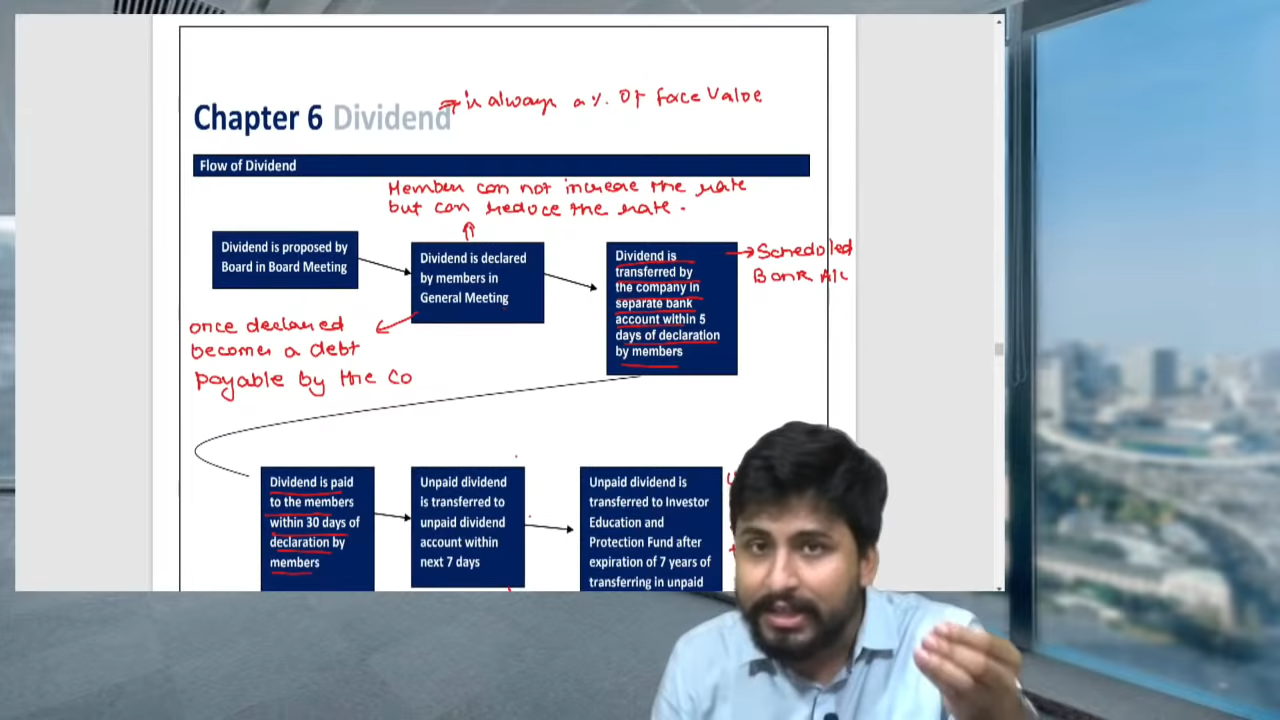 Chapter 6 Dividend
is always a %. Of face Value
Flow of Dividend
Member can not increase the rate
but can reduce the rate.
Dividend is proposed by
Board in Board Meeting
Dividend is declared
by members in
General Meeting
Dividend is
transferred by
the company in
separate bank
account within 5
days of declaration
by members
Scheduled
Bank A/c
once declared
becomes a debt
payable by the Co
Dividend is paid
to the members
within 30 days of
declaration by
members
Unpaid dividend
is transferred to
unpaid dividend
account within
next 7 days
Unpaid dividend is
transferred to Investor
Education and
Protection Fund after
expiration of 7 years of
transferring in unpaid